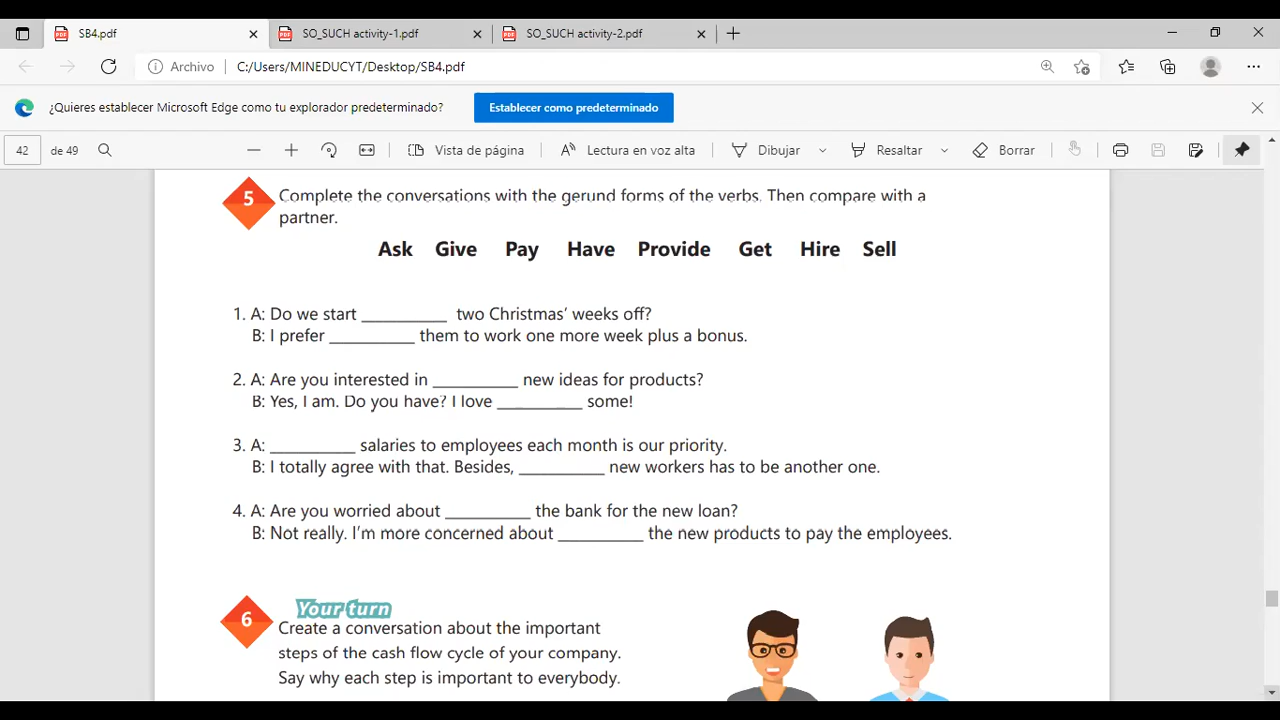 SB4.pdf
SO_SUCH activity-1.pdf
SO_SUCH activity-2.pdf
Archivo
C:/Users/MINEDUCYT/Desktop/SB4.pdf
¿Quieres establecer Microsoft Edge como tu explorador predeterminado?
Establecer como predeterminado
42 de 49
Vista de página
Lectura en voz alta
Dibujar
Resaltar
Borrar
5 Complete the conversations with the gerund forms of the verbs. Then compare with a
partner.
Ask Give Pay Have Provide Get Hire Sell
1. A: Do we start _________ two Christmas' weeks off?
B: I prefer _________ them to work one more week plus a bonus.
2. A: Are you interested in _________ new ideas for products?
B: Yes, I am. Do you have? I love _________ some!
3. A: _________ salaries to employees each month is our priority.
B: I totally agree with that. Besides, _________ new workers has to be another one.
4. A: Are you worried about _________ the bank for the new loan?
B: Not really. I'm more concerned about _________ the new products to pay the employees.
6 Your turn
Create a conversation about the important
steps of the cash flow cycle of your company.
Say why each step is important to everybody.